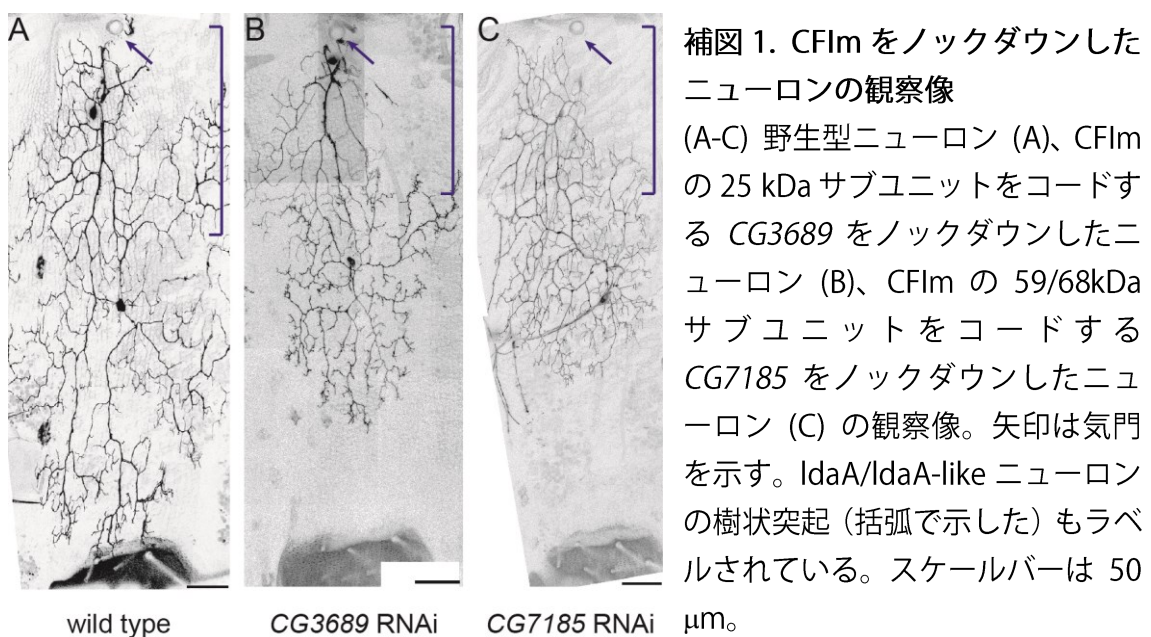 A
B
C
wild type
CG3689 RNAi
CG7185 RNAi
補図 1. CFIm をノックダウンした
ニューロンの観察像
(A-C) 野生型ニューロン (A)、CFIm
の 25 kDa サブユニットをコードす
る CG3689 をノックダウンしたニ
ューロン (B)、CFIm の 59/68kDa
サブユニットをコードする
CG7185 をノックダウンしたニュ
ーロン (C) の観察像。矢印は気門
を示す。ldaA/ldaA-like ニューロン
の樹状突起（括弧で示した）もラベ
ルされている。スケールバーは 50
μm。